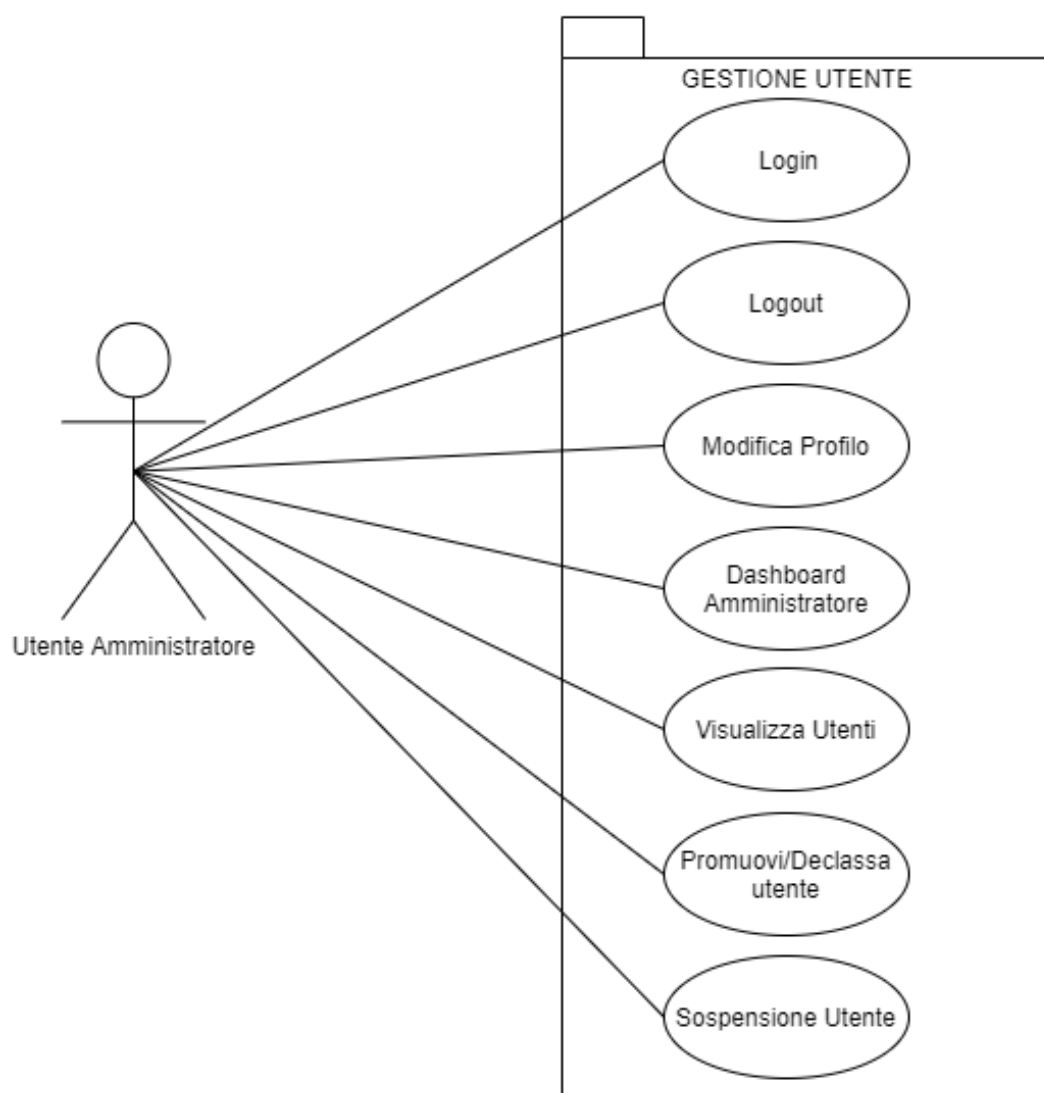 GESTIONE UTENTE
Login
Logout
Modifica Profilo
Dashboard
Amministratore
Utente Amministratore
Visualizza Utenti
Promuovi/Declassa
utente
Sospensione Utente